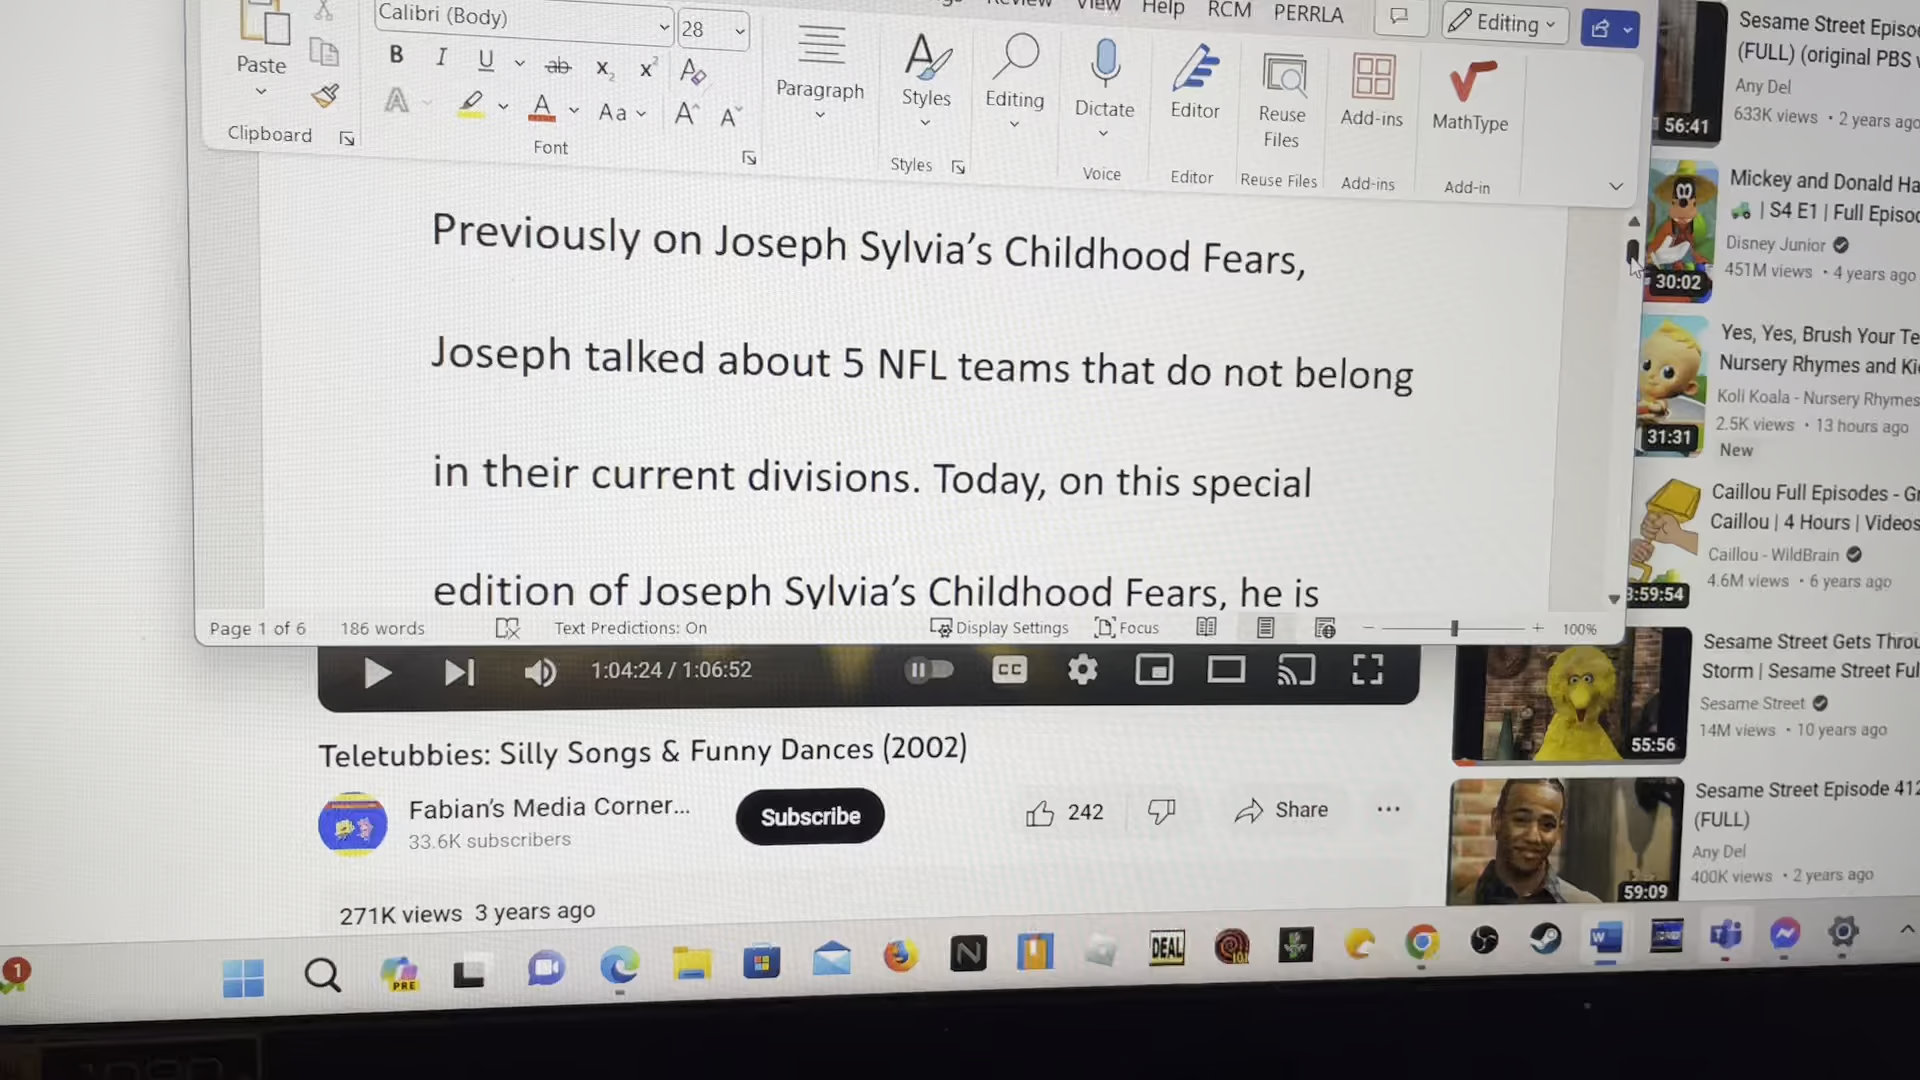 Calibri (Body)
28
View Help RCM PERRLA
Editing
Paste
B I U ab x₂ x²
A A Aa A A
Clipboard
Font
Paragraph
Styles
Styles
Editing
Dictate
Voice
Editor
Editor
Reuse
Files
Reuse Files
Add-ins
Add-ins
MathType
Add-in
Previously on Joseph Sylvia’s Childhood Fears,
Joseph talked about 5 NFL teams that do not belong
in their current divisions. Today, on this special
edition of Joseph Sylvia’s Childhood Fears, he is
Page 1 of 6 186 words Text Predictions: On Display Settings Focus 100%
1:04:24 / 1:06:52
CC
Teletubbies: Silly Songs & Funny Dances (2002)
Fabian’s Media Corner...
33.6K subscribers
Subscribe
242
Share
271K views 3 years ago
Sesame Street
(FULL) (original PBS
Any Del
633K views • 2 years ago
56:41
Mickey and Donald
| S4 E1 | Full
Disney Junior
451M views • 4 years ago
30:02
Yes, Yes, Brush Your
Nursery Rhymes and
Koli Koala - Nursery Rhymes
2.5K views • 13 hours ago
New
31:31
Caillou Full Episodes -
Caillou | 4 Hours | Videos
Caillou - WildBrain
4.6M views • 6 years ago
3:59:54
Sesame Street Gets
Storm | Sesame Street
Sesame Street
14M views • 10 years ago
55:56
Sesame Street Episode
(FULL)
Any Del
400K views • 2 years ago
59:09
1
PRE
N
DEAL
101
W